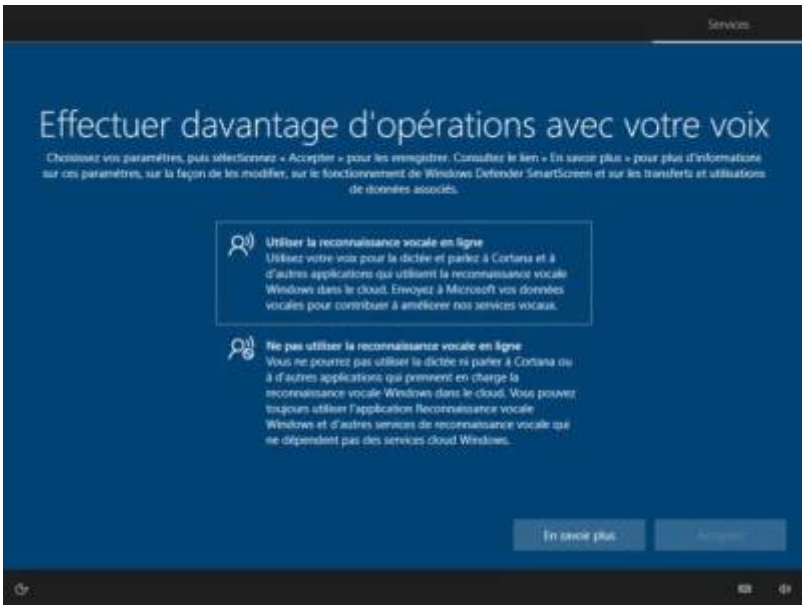 Services
Effectuer davantage d'opérations avec votre voix
Choisissez vos paramètres, puis sélectionnez « Accepter » pour les enregistrer. Consultez le lien « En savoir plus » pour plus d'informations
sur ces paramètres, sur la façon de les modifier, sur le fonctionnement de Windows Defender SmartScreen et sur les transferts et utilisations
de données associés.
Utiliser la reconnaissance vocale en ligne
Utilisez votre voix pour la dictée et parlez à Cortana et à
d'autres applications qui utilisent la reconnaissance vocale
Windows dans le cloud. Envoyez à Microsoft vos données
vocales pour contribuer à améliorer nos services vocaux.
Ne pas utiliser la reconnaissance vocale en ligne
Vous ne pourrez pas utiliser la dictée ni parler à Cortana ou
à d'autres applications qui prennent en charge la
reconnaissance vocale Windows dans le cloud. Vous pouvez
toujours utiliser l'application Reconnaissance vocale
Windows et d'autres services de reconnaissance vocale qui
ne dépendent pas des services cloud Windows.
En savoir plus
Accepter